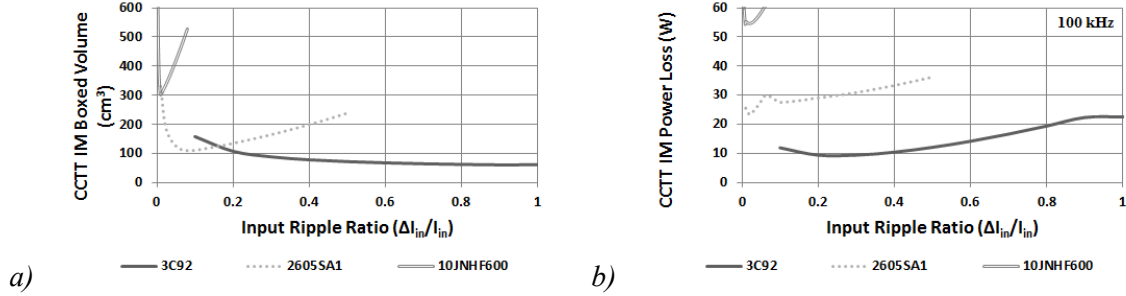 CCTT IM Boxed Volume
(cm³)
600
500
400
300
200
100
0
0
0.2
0.4
0.6
0.8
1
Input Ripple Ratio (ΔIin/Iin)
3C92
2605SA1
10JNHF600
a)
CCTT IM Power Loss (W)
60
50
40
30
20
10
0
100 kHz
0
0.2
0.4
0.6
0.8
1
Input Ripple Ratio (ΔIin/Iin)
3C92
2605SA1
10JNHF600
b)